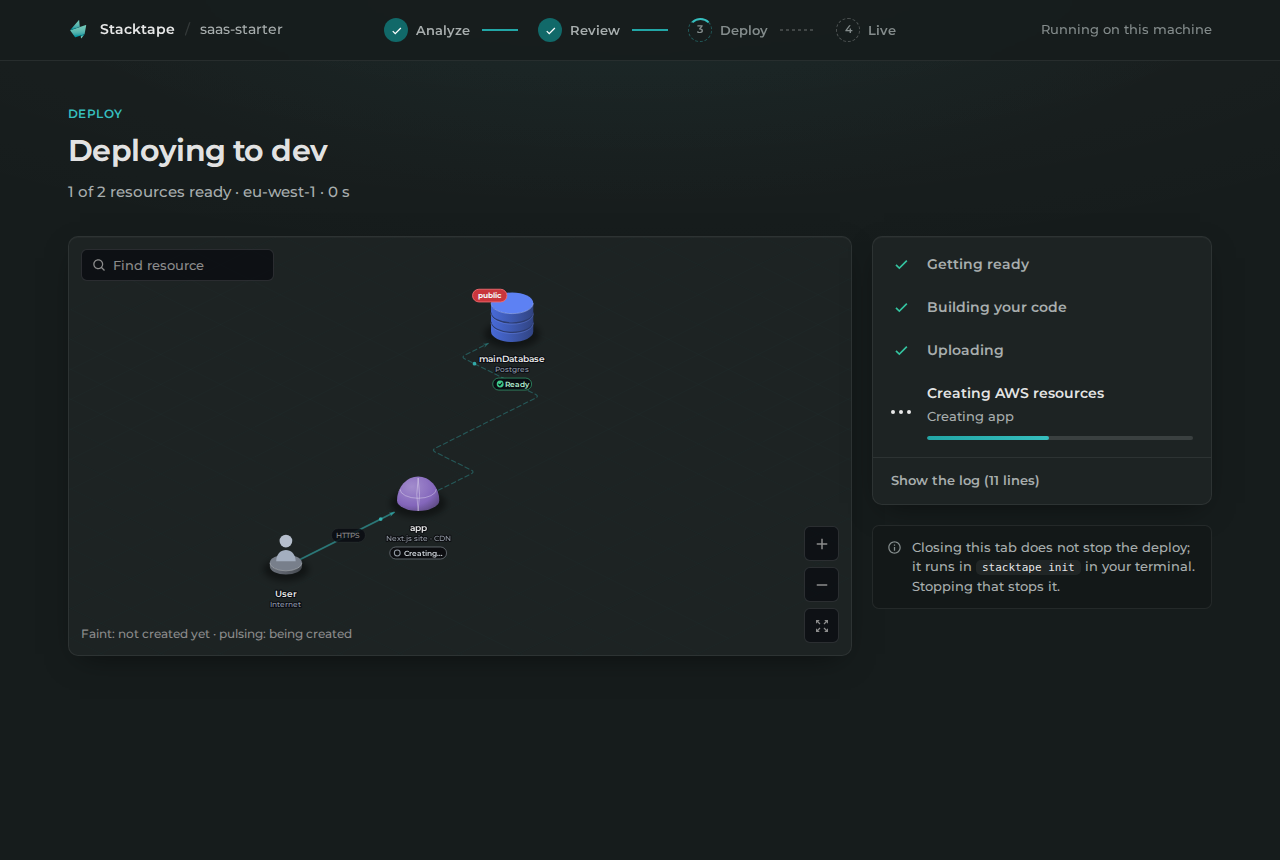 Stacktape / saas-starter
Analyze
Review
3 Deploy
4 Live
Running on this machine
DEPLOY
Deploying to dev
1 of 2 resources ready · eu-west-1 · 0 s
Find resource
public
mainDatabase
Postgres
Ready
app
Next.js site · CDN
Creating...
HTTPS
User
Internet
Faint: not created yet · pulsing: being created
Getting ready
Building your code
Uploading
Creating AWS resources
Creating app
Show the log (11 lines)
Closing this tab does not stop the deploy;
it runs in stacktape init in your terminal.
Stopping that stops it.